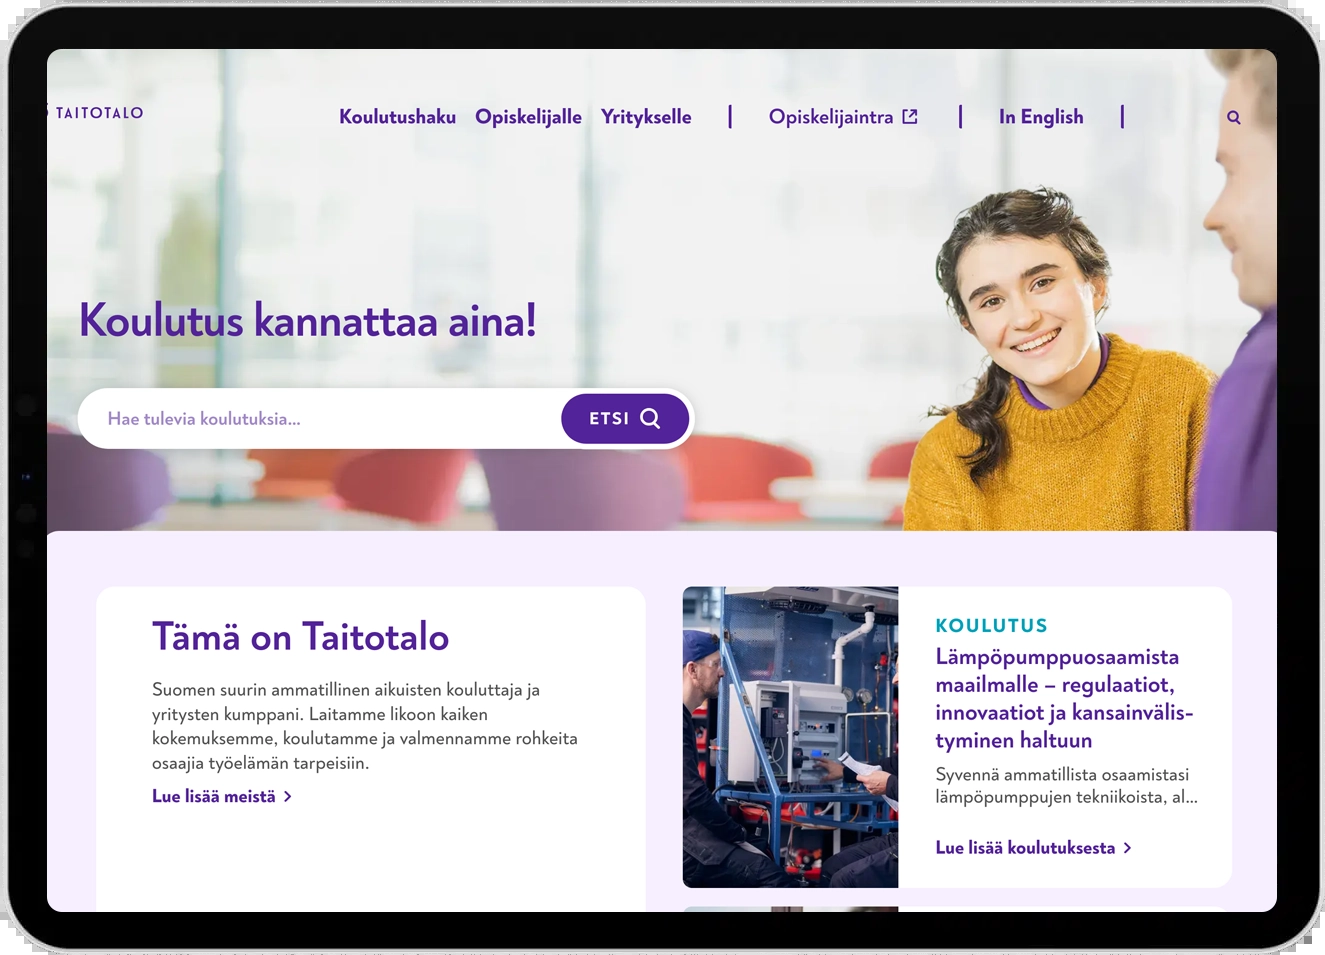 TAITOTALO
Koulutushaku Opiskelijalle Yritykselle Opiskelijaintra In English
Koulutus kannattaa aina!
Hae tulevia koulutuksia...
ETSI
Tämä on Taitotalo
Suomen suurin ammatillinen aikuisten kouluttaja ja
yritysten kumppani. Laitamme likoon kaiken
kokemuksemme, koulutamme ja valmennamme rohkeita
osaajia työelämän tarpeisiin.
Lue lisää meistä
KOULUTUS
Lämpöpumppuosaamista
maailmalle – regulaatiot,
innovaatiot ja kansainvälis-
tyminen haltuun
Syvennä ammatillista osaamistasi
lämpöpumppujen tekniikoista, al...
Lue lisää koulutuksesta